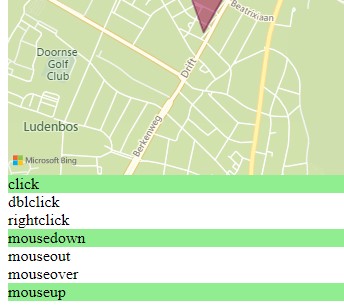 Beatrixlaan
Doornse
Golf
Club
Drift
Ludenbos
Berkenweg
Microsoft Bing
click
dblclick
rightclick
mousedown
mouseout
mouseover
mouseup